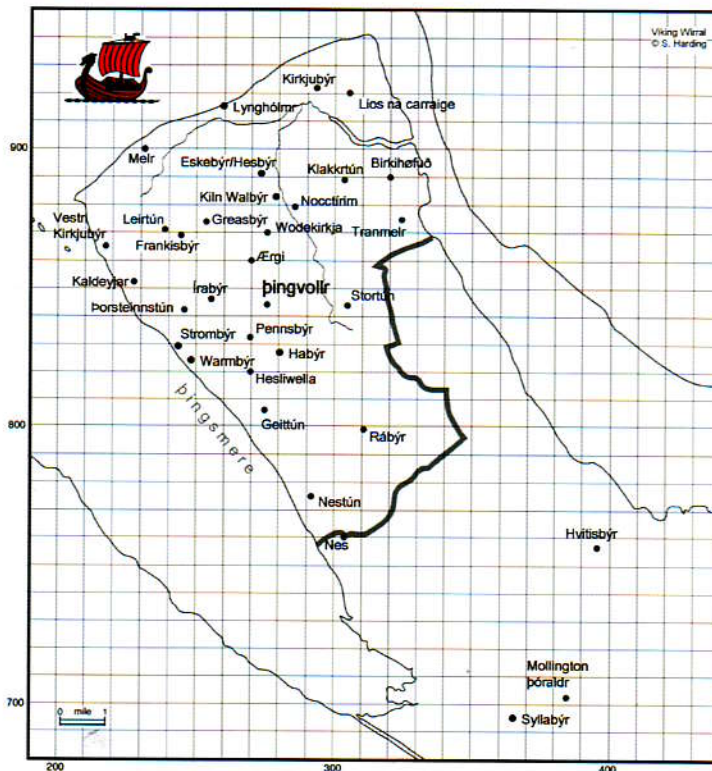 Viking Wirral
© S. Harding
Kirkjubýr
Lynghólmr
Lios na carraige
900
Melr
Eskebýr/Hesbýr
Klakkrtún
Birkihøfuð
Kiln Walbýr
Nocctírim
Vestri
Kirkjubýr
Leirtún
Greasbýr
Wodekirkja
Tranmelr
Frankisbýr
Ærgi
Kaldeyjar
Írabýr
Þingvollr
Stortún
Þorsteinnstún
Strombýr
Pennsbýr
Warmbýr
Habýr
Hesliwella
Þingsmere
800
Geittún
Rábýr
Nestún
Nes
Hvitisbýr
Mollington
Þóraldr
700
0 mile 1
Syllabýr
200
300
400